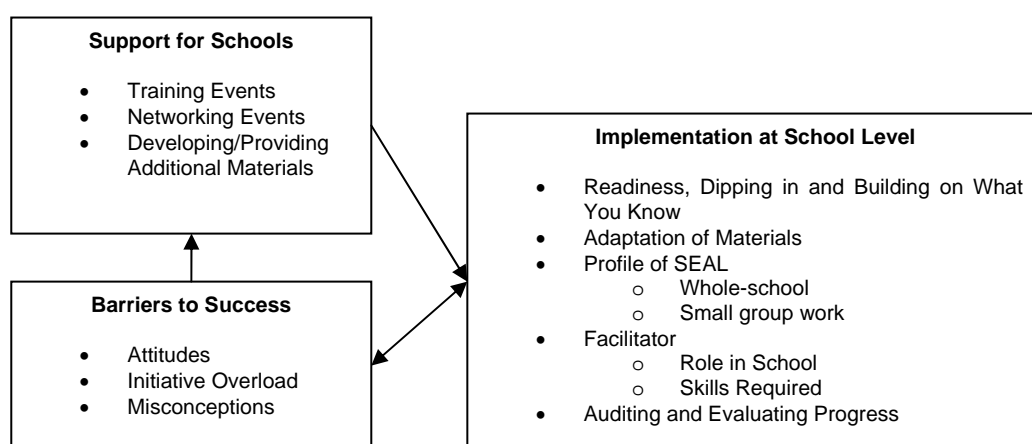 Support for Schools
• Training Events
• Networking Events
• Developing/Providing
Additional Materials
Barriers to Success
• Attitudes
• Initiative Overload
• Misconceptions
Implementation at School Level
• Readiness, Dipping in and Building on What
You Know
• Adaptation of Materials
• Profile of SEAL
o Whole-school
o Small group work
• Facilitator
o Role in School
o Skills Required
• Auditing and Evaluating Progress